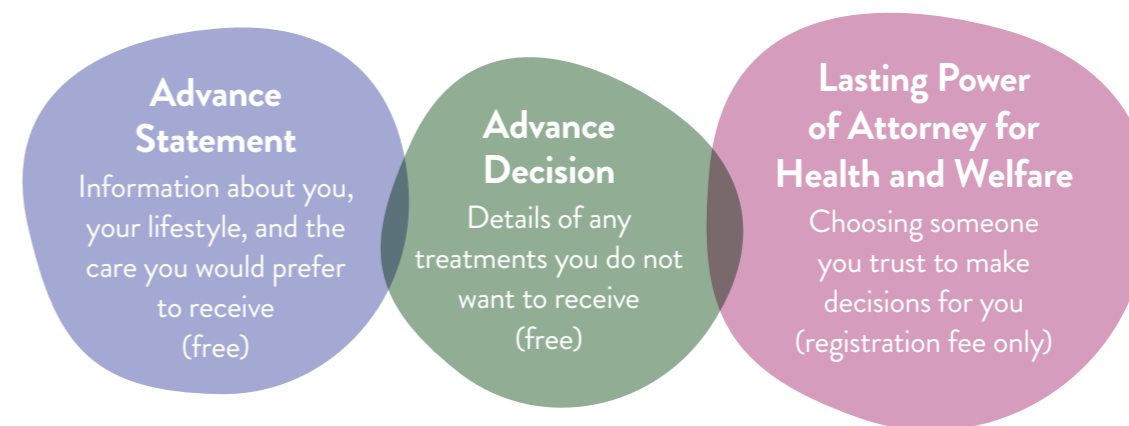 Advance
Statement
Information about you,
your lifestyle, and the
care you would prefer
to receive
(free)
Advance
Decision
Details of any
treatments you do not
want to receive
(free)
Lasting Power
of Attorney for
Health and Welfare
Choosing someone
you trust to make
decisions for you
(registration fee only)